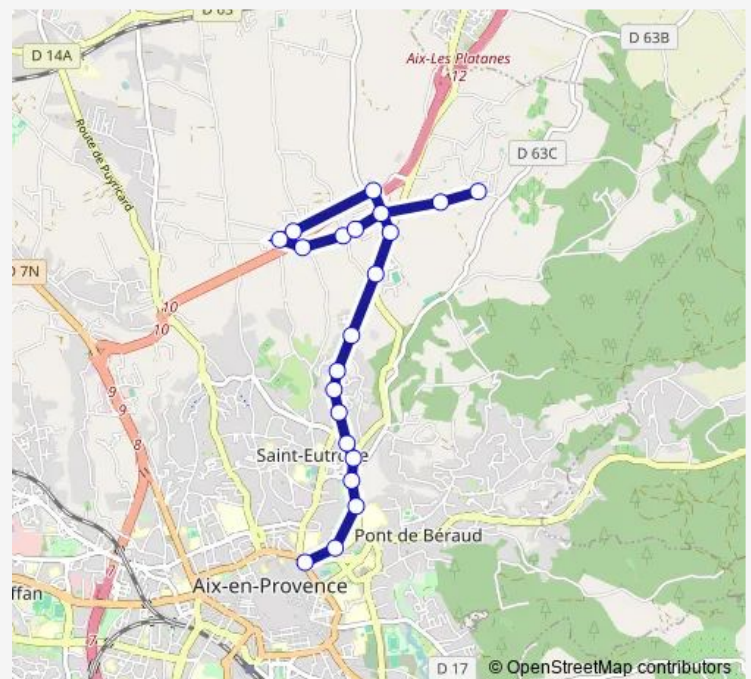 D 63
D 14A
D 63B
Aix-Les Platanes
12
Route de Puyricard
D 63C
D 7N
10
10
9
9
8
Saint-Eutrope
Pont de Béraud
Aix-en-Provence
ffan
7
D 17
© OpenStreetMap contributors